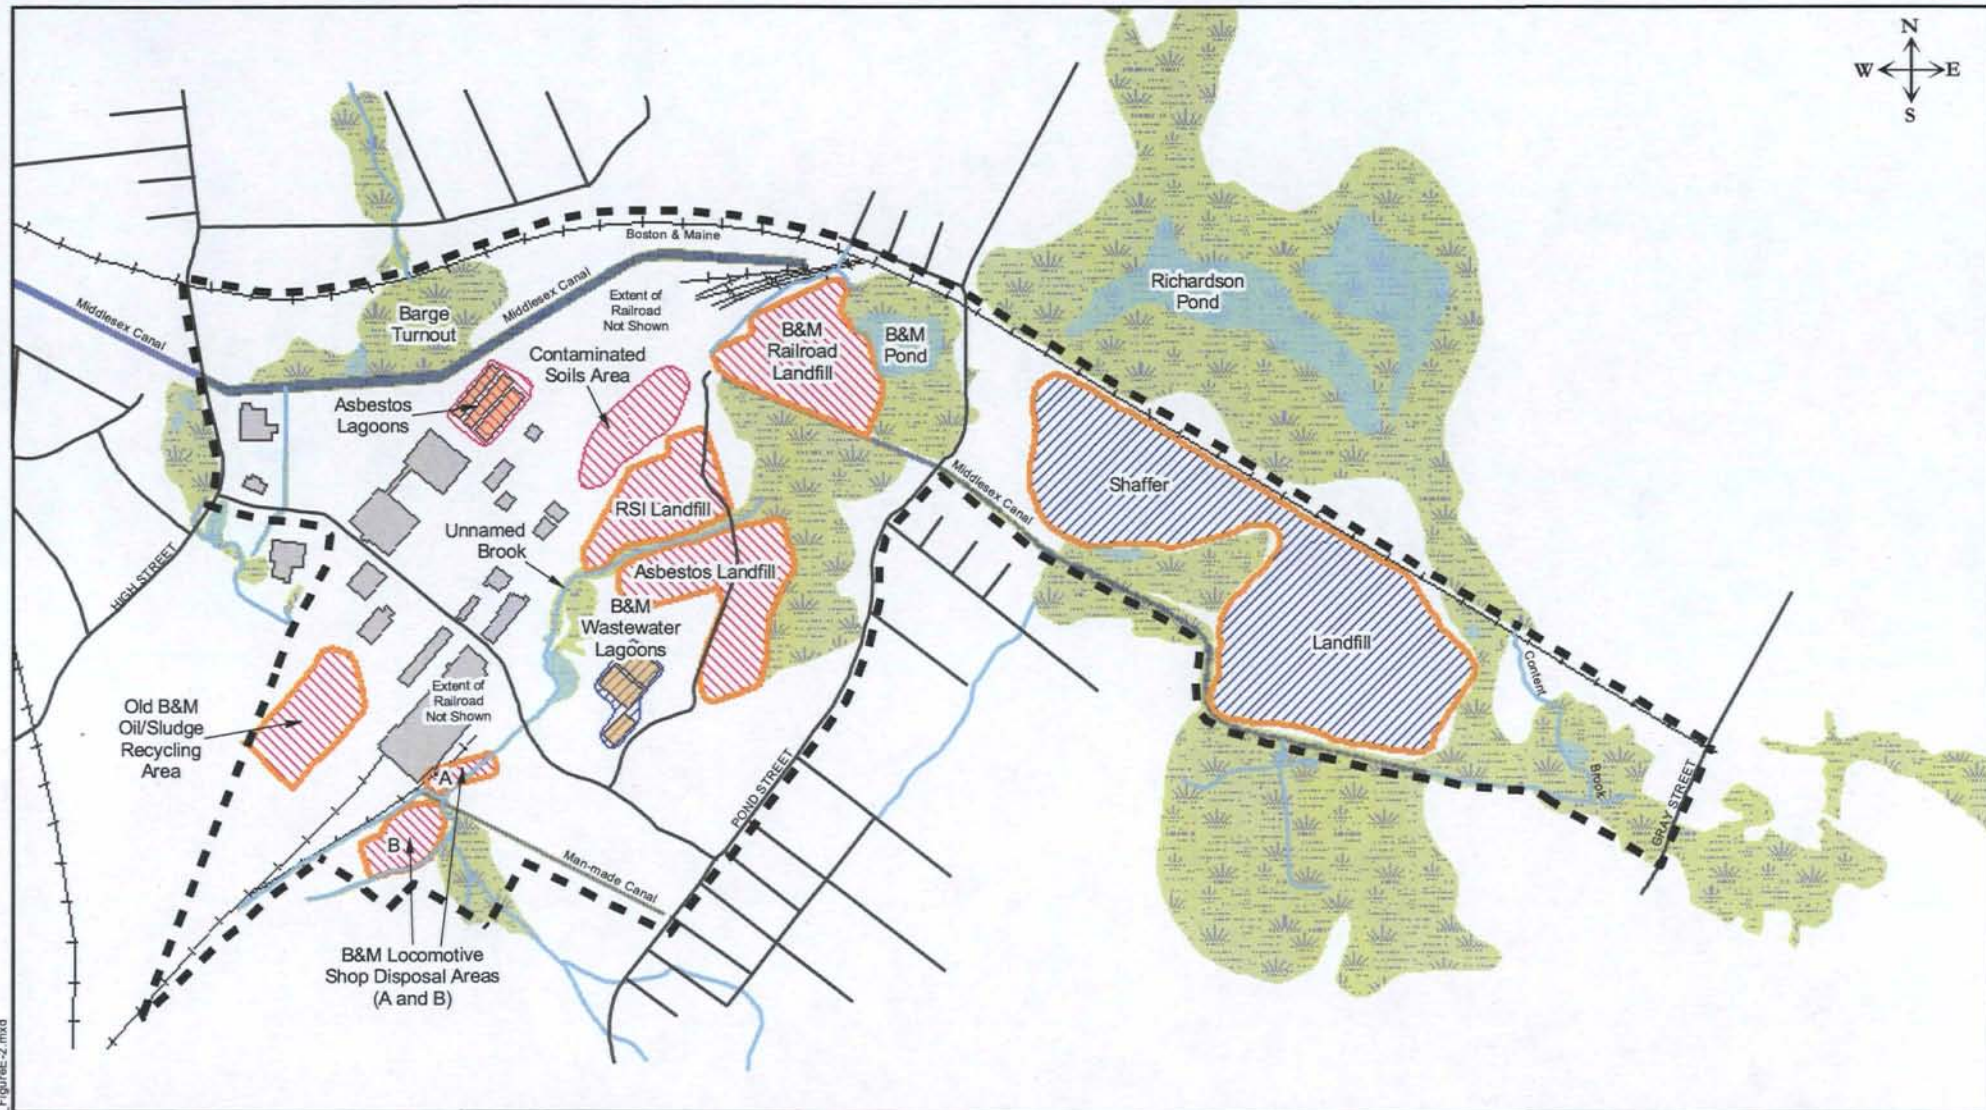 N
W E
S
Boston & Maine
Middlesex Canal
Middlesex Canal
Barge
Turnout
Extent of
Railroad
Not Shown
Richardson
Pond
B&M
Railroad
Landfill
B&M
Pond
Contaminated
Soils Area
Asbestos
Lagoons
Middlesex Canal
Shaffer
RSI Landfill
Unnamed
Brook
Asbestos Landfill
HIGH STREET
B&M
Wastewater
Lagoons
Landfill
Content
Brook
Extent of
Railroad
Not Shown
Old B&M
Oil/Sludge
Recycling
Area
A
B
POND STREET
GRAY STREET
Man-made Canal
B&M Locomotive
Shop Disposal Areas
(A and B)
FigureE-2.mxd